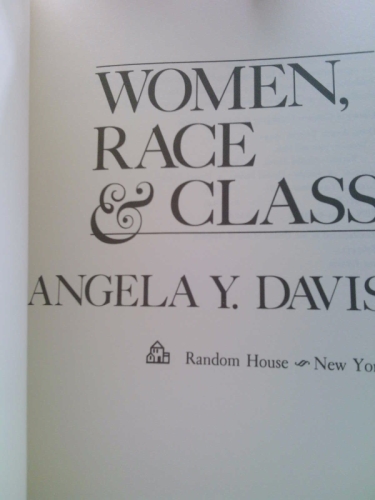 WOMEN,
RACE
& CLASS
ANGELA Y. DAVIS
Random House New Yor